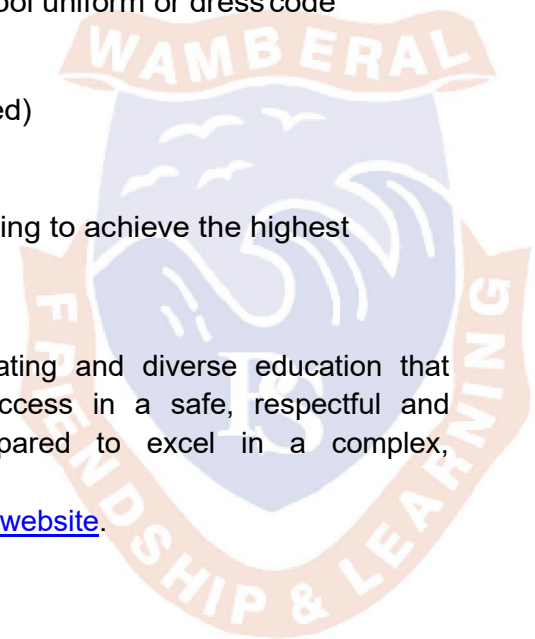 ool uniform or dress code
WAMBERAL
ed)
ing to achieve the highest
FRIENDSHIP & LEARNING
PS
ating and diverse education that
ccess in a safe, respectful and
pared to excel in a complex,
website.